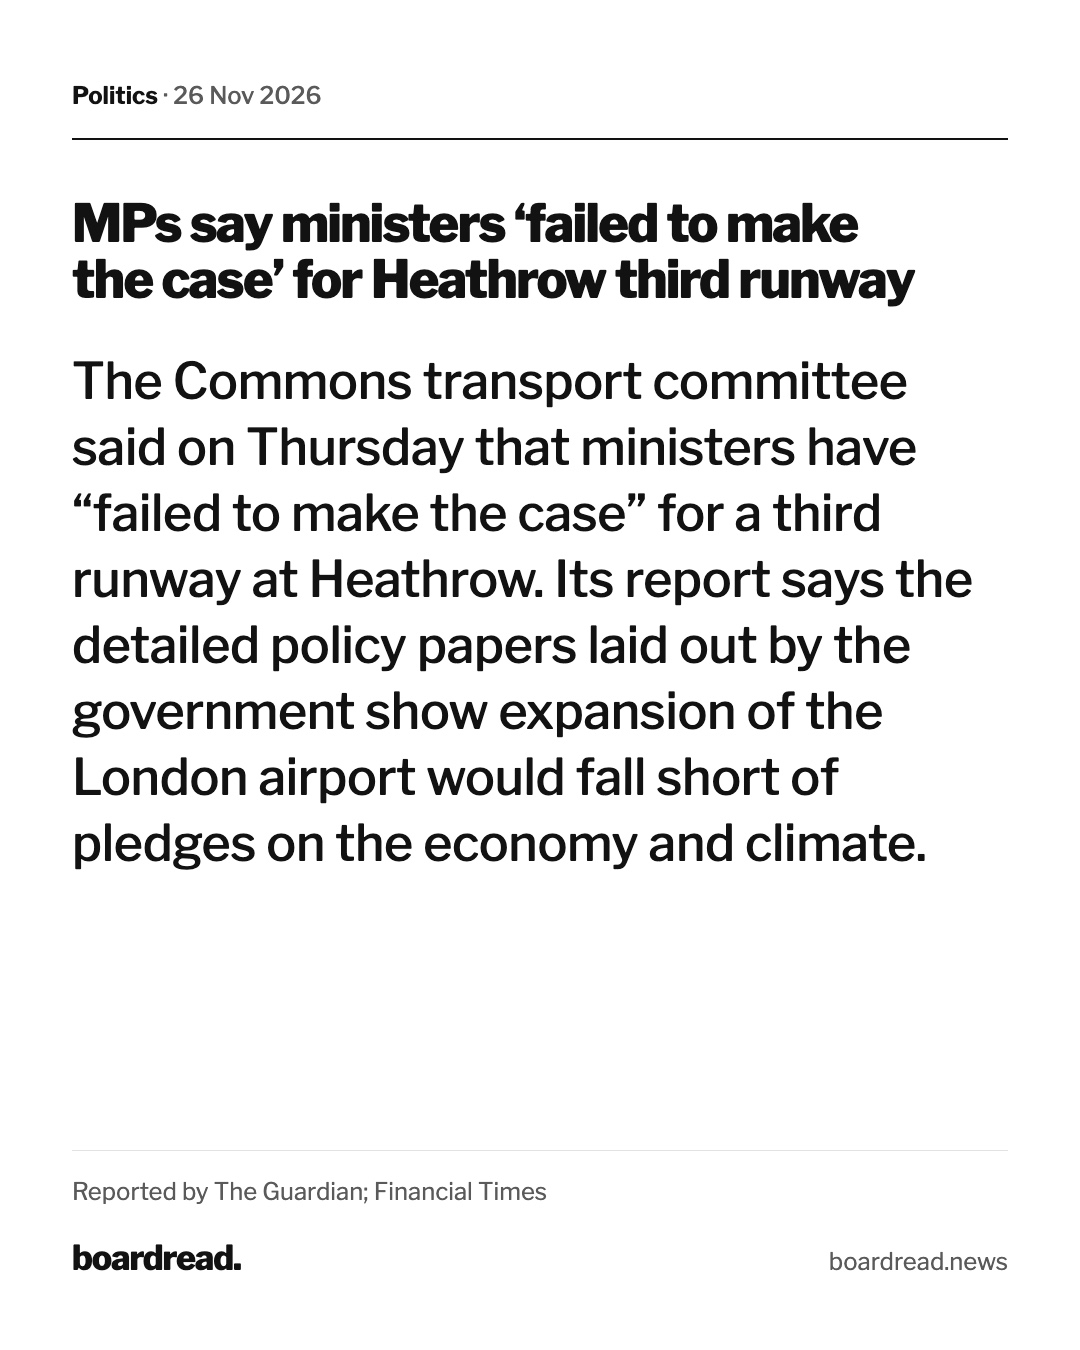 Politics · 26 Nov 2026
MPs say ministers ‘failed to make
the case’ for Heathrow third runway
The Commons transport committee
said on Thursday that ministers have
“failed to make the case” for a third
runway at Heathrow. Its report says the
detailed policy papers laid out by the
government show expansion of the
London airport would fall short of
pledges on the economy and climate.
Reported by The Guardian; Financial Times
boardread.
boardread.news